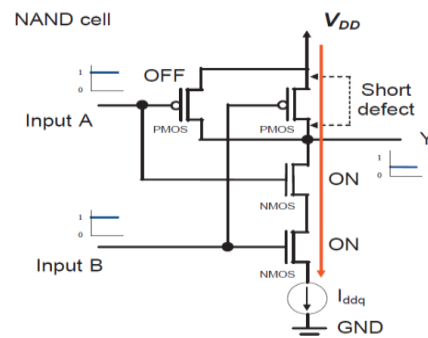 NAND cell
V_DD
1
0
OFF
Short
defect
Input A
PMOS
PMOS
Y
1
0
ON
NMOS
1
0
ON
Input B
NMOS
I_ddq
GND